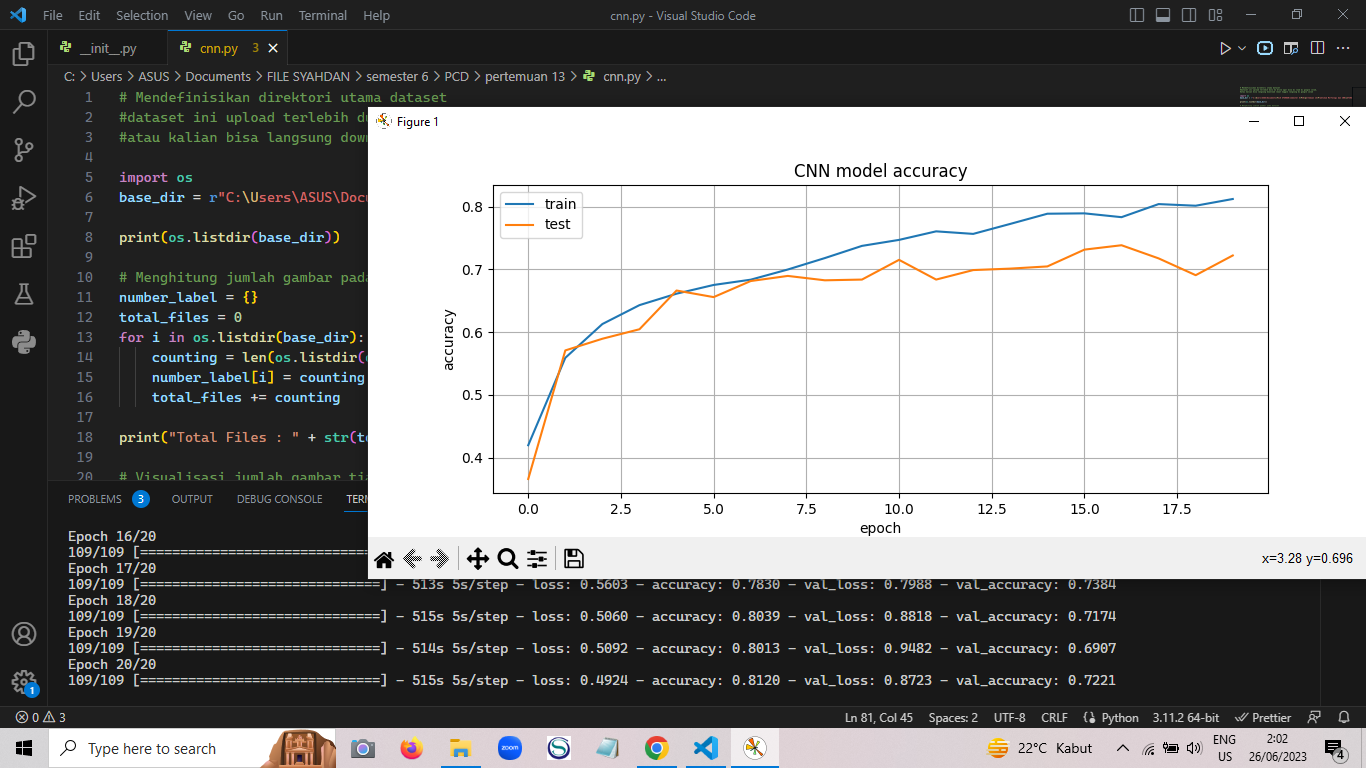 File Edit Selection View Go Run Terminal Help
cnn.py - Visual Studio Code
__init__.py
cnn.py 3
C: > Users > ASUS > Documents > FILE SYAHDAN > semester 6 > PCD > pertemuan 13 > cnn.py > ...
1 # Mendefinisikan direktori utama dataset
2 #dataset ini upload terlebih
3 #atau kalian bisa langsung
4
5 import os
6 base_dir = r"C:\Users\ASUS\
7
8 print(os.listdir(base_dir))
9
10 # Menghitung jumlah gambar
11 number_label = {}
12 total_files = 0
13 for i in os.listdir(base_dir):
14 counting = len(os.listdir(
15 number_label[i] = counting
16 total_files += counting
17
18 print("Total Files : " + str(
19
20 # Visualisasi jumlah gambar
Figure 1
CNN model accuracy
train
test
0.8
0.7
0.6
0.5
0.4
accuracy
0.0 2.5 5.0 7.5 10.0 12.5 15.0 17.5
epoch
x=3.28 y=0.696
PROBLEMS 3 OUTPUT DEBUG CONSOLE
Epoch 16/20
109/109 [==============================
Epoch 17/20
109/109 [==============================] - 513s 5s/step - loss: 0.5603 - accuracy: 0.7830 - val_loss: 0.7988 - val_accuracy: 0.7384
Epoch 18/20
109/109 [==============================] - 515s 5s/step - loss: 0.5060 - accuracy: 0.8039 - val_loss: 0.8818 - val_accuracy: 0.7174
Epoch 19/20
109/109 [==============================] - 514s 5s/step - loss: 0.5092 - accuracy: 0.8013 - val_loss: 0.9482 - val_accuracy: 0.6907
Epoch 20/20
109/109 [==============================] - 515s 5s/step - loss: 0.4924 - accuracy: 0.8120 - val_loss: 0.8723 - val_accuracy: 0.7221
1
0 3 Ln 81, Col 45 Spaces: 2 UTF-8 CRLF Python 3.11.2 64-bit Prettier
Type here to search
zoom
22°C Kabut
ENG
US
2:02
26/06/2023
4